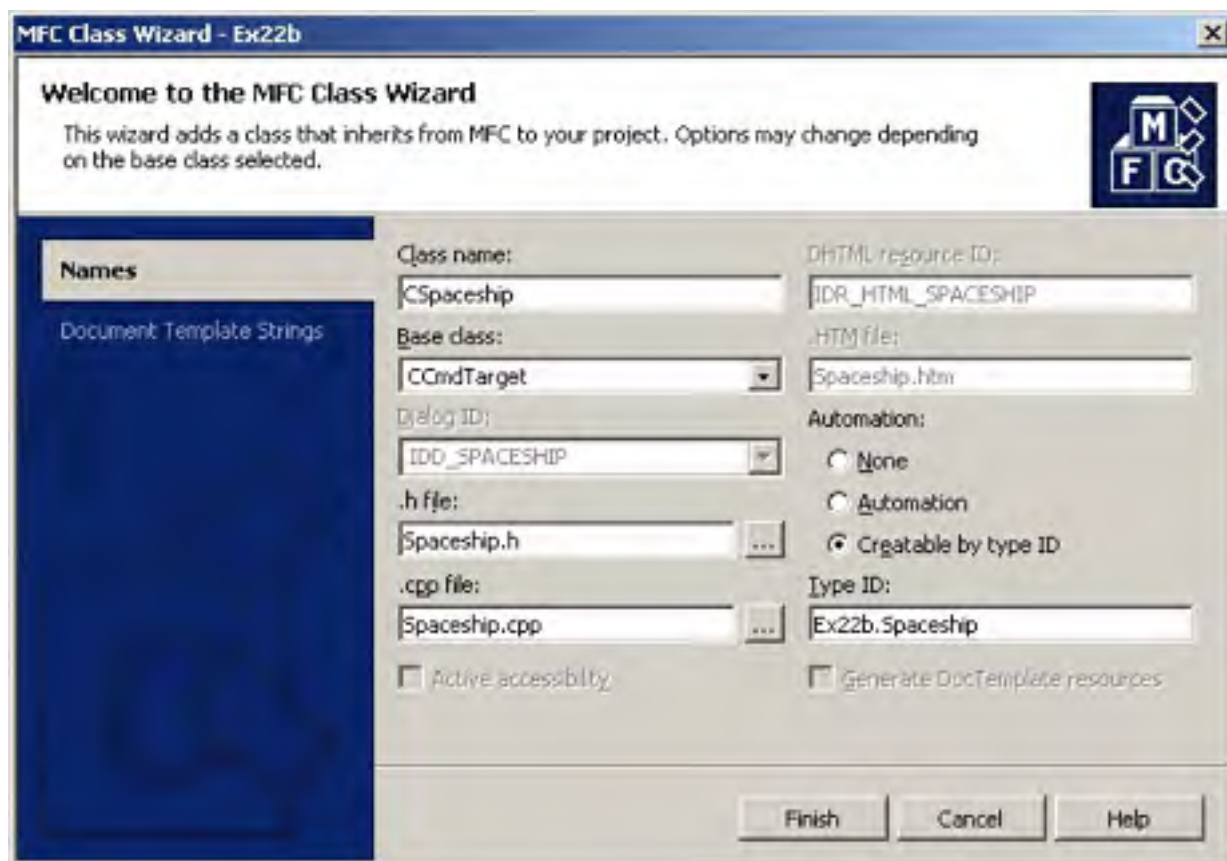 MFC Class Wizard - Ex22b
Welcome to the MFC Class Wizard
This wizard adds a class that inherits from MFC to your project. Options may change depending
on the base class selected.
M
F C
Names
Document Template Strings
Class name:
CSpaceship
Base class:
CCmdTarget
Dialog ID:
IDD_SPACESHIP
.h file:
Spaceship.h
...
.cpp file:
Spaceship.cpp
...
Active accessibilty
DHTML resource ID:
IDR_HTML_SPACESHIP
.HTM file:
Spaceship.htm
Automation:
None
Automation
Creatable by type ID
Type ID:
Ex22b.Spaceship
Generate DocTemplate resources
Finish
Cancel
Help